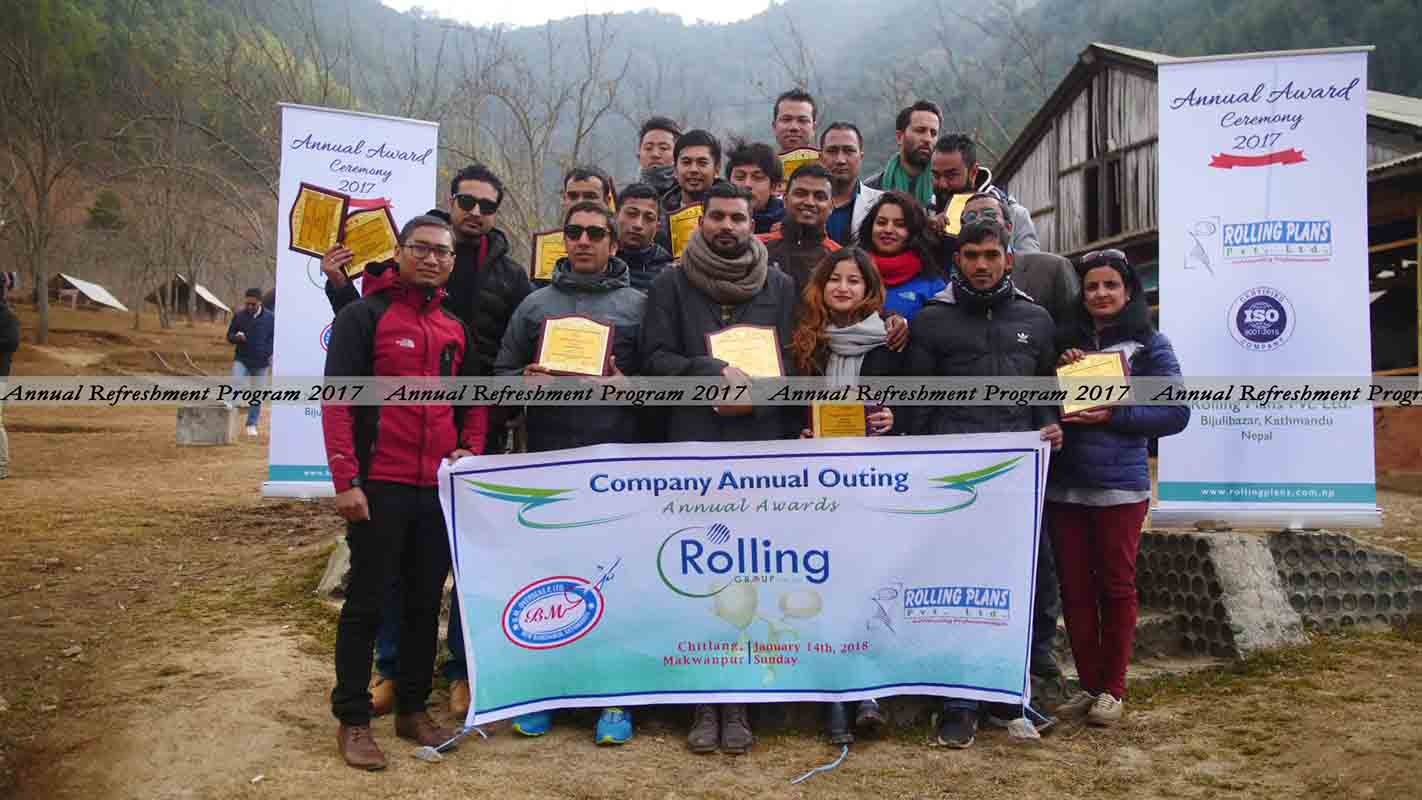 Annual Award
Ceremony
2017
Annual Award
Ceremony
2017
ROLLING PLANS
Pvt. Ltd.
CERTIFIED
ISO
9001:2015
COMPANY
Annual Refreshment Program 2017 Annual Refreshment Program 2017 Annual Refreshment Program 2017 Annual Refreshment Progr
Rolling Plans Pvt. Ltd.
Bijulibazar, Kathmandu
Nepal
www.rollingplans.com.np
Company Annual Outing
Annual Awards
Rolling
GROUP
BM
ROLLING PLANS
Pvt. Ltd.
Chitlang, January 14th, 2018
Makwanpur Sunday